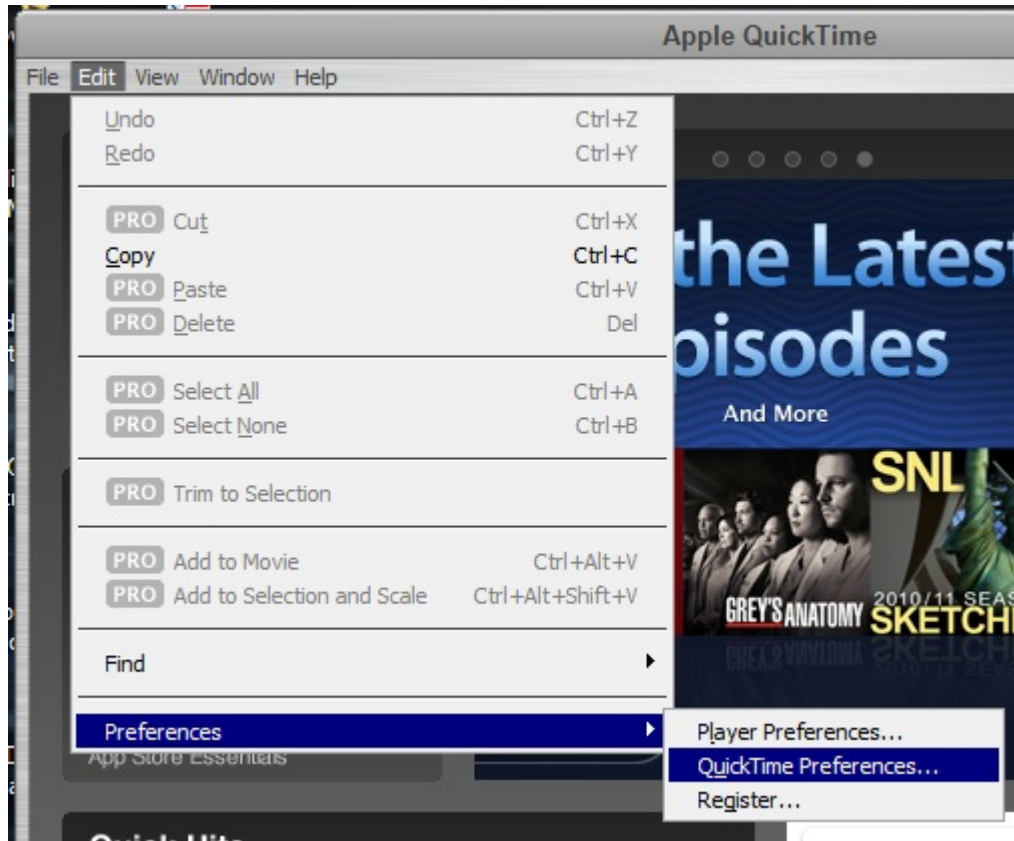 Apple QuickTime
File Edit View Window Help
Undo Ctrl+Z
Redo Ctrl+Y
PRO Cut Ctrl+X
Copy Ctrl+C
PRO Paste Ctrl+V
PRO Delete Del
PRO Select All Ctrl+A
PRO Select None Ctrl+B
PRO Trim to Selection
PRO Add to Movie Ctrl+Alt+V
PRO Add to Selection and Scale Ctrl+Alt+Shift+V
Find
Preferences
Player Preferences...
QuickTime Preferences...
Register...
the Latest
pisodes
And More
GREY'S ANATOMY
SNL
2010/11 SEAS
SKETCH
App Store Essentials
Quick Hits